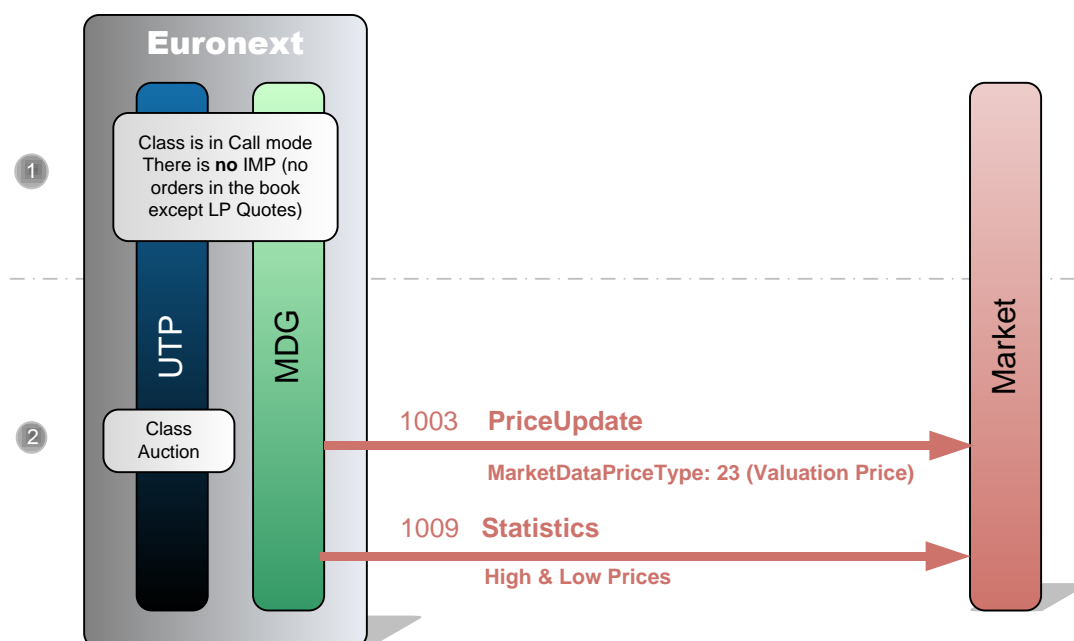 Euronext
Class is in Call mode
There is no IMP (no
orders in the book
except LP Quotes)
1
UTP
MDG
Market
1003 PriceUpdate
2
Class
Auction
MarketDataPriceType: 23 (Valuation Price)
1009 Statistics
High & Low Prices